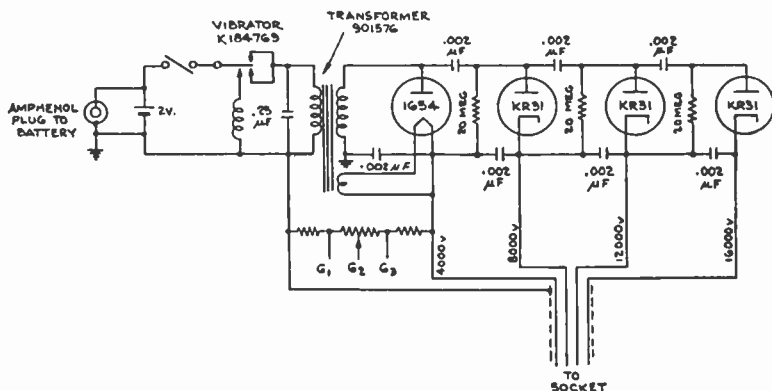 TRANSFORMER
901576
VIBRATOR
K184769
.002
µF
.002
µF
.002
µF
AMPHENOL
PLUG TO
BATTERY
2V.
.25
µF
1654
20 MEG
KR31
20 MEG
KR31
20 MEG
KR31
.002 µF
.002
µF
.002
µF
.002
µF
G1
G2
G3
4000V
8000V
12000V
16000V
TO
SOCKET